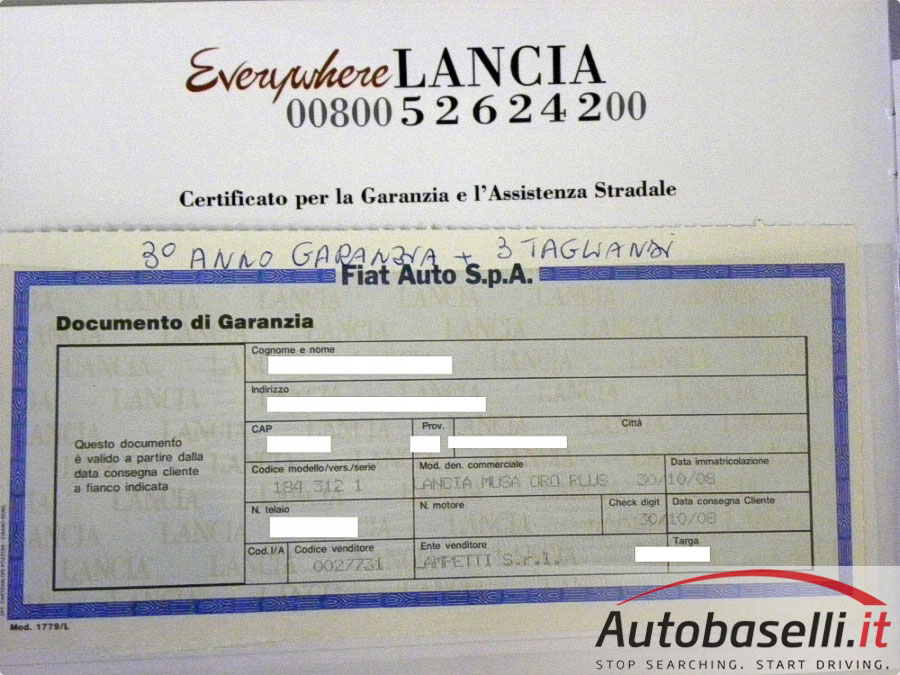 Everywhere LANCIA
00800 52624200
Certificato per la Garanzia e l'Assistenza Stradale
3° ANNO GARANZIA + 3 TAGLIANDI
Fiat Auto S.p.A.
Documento di Garanzia
Questo documento
è valido a partire dalla
data consegna cliente
a fianco indicata
Cognome e nome
Indirizzo
CAP Prov. Città
Codice modello/vers./serie Mod. den. commerciale Data immatricolazione
184 312 1 LANCIA MUSA ORO PLUS 30/10/08
N. telaio N. motore Check digit Data consegna Cliente
30/10/08
Cod.I/A Codice venditore Ente venditore Targa
0027731 LAMPETTI S.r.l.
Mod. 1779/L
Autobaselli.it
STOP SEARCHING. START DRIVING.